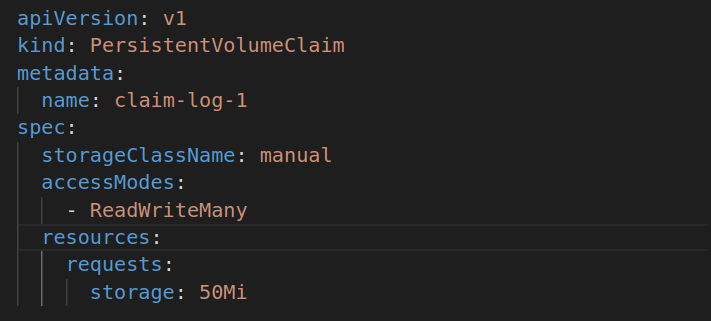 apiVersion: v1
kind: PersistentVolumeClaim
metadata:
  name: claim-log-1
spec:
  storageClassName: manual
  accessModes:
    - ReadWriteMany
  resources:
    requests:
      storage: 50Mi